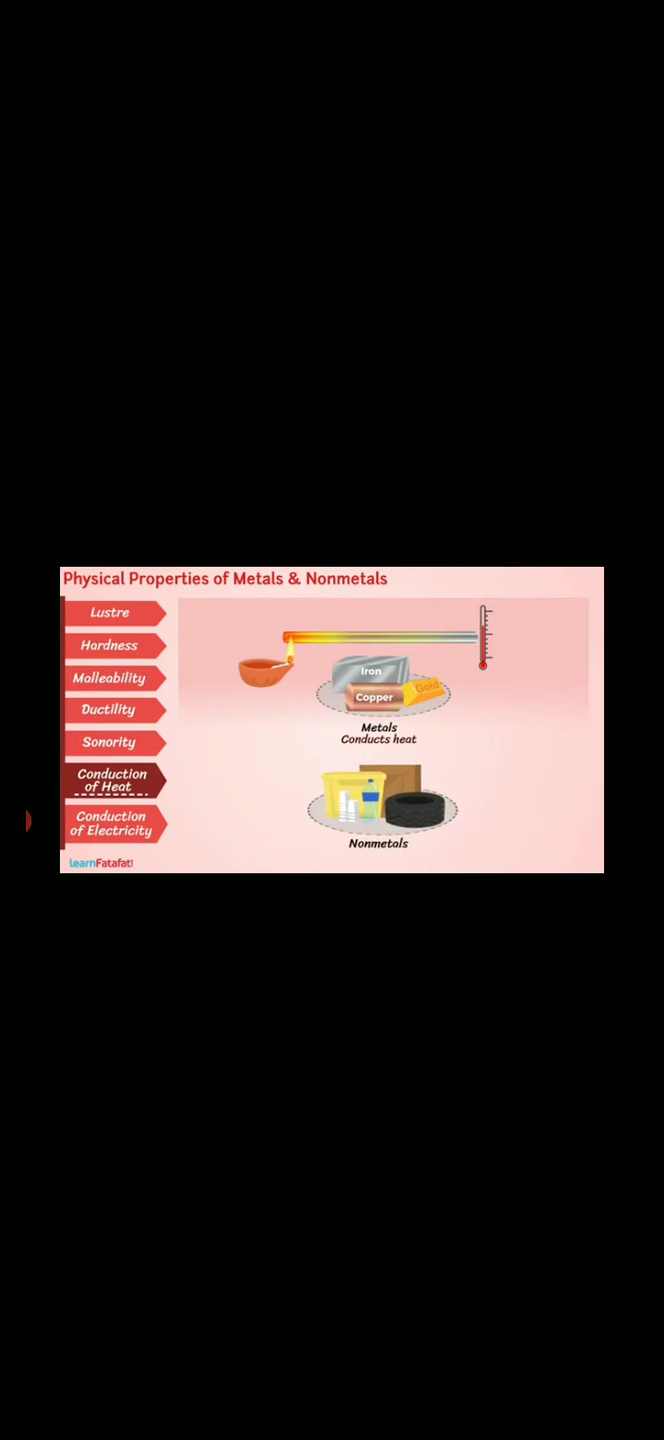 Physical Properties of Metals & Nonmetals
Lustre
Hardness
Malleability
Ductility
Sonority
Conduction
of Heat
Conduction
of Electricity
Iron
Copper
Gold
Metals
Conducts heat
Nonmetals
learnFatafat!